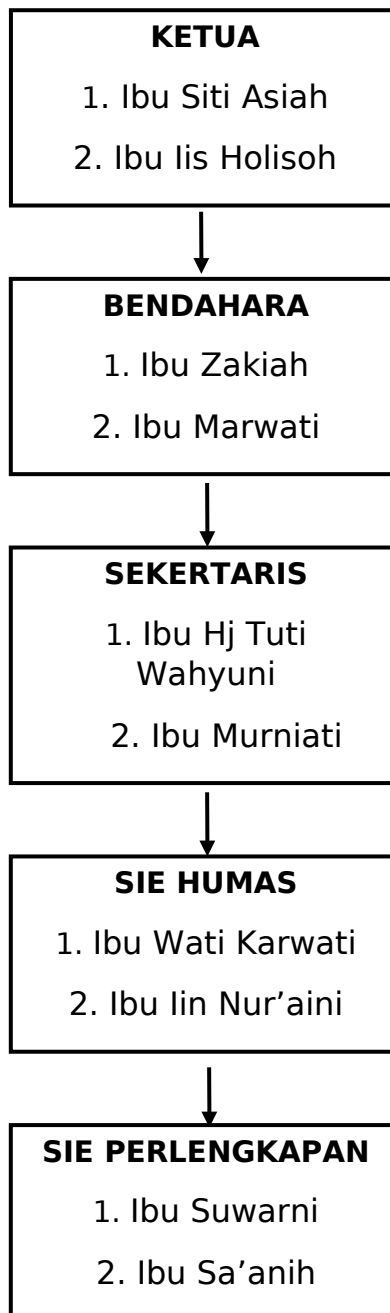 KETUA
1. Ibu Siti Asiah
2. Ibu Iis Holisoh
BENDAHARA
1. Ibu Zakiah
2. Ibu Marwati
SEKERTARIS
1. Ibu Hj Tuti
Wahyuni
2. Ibu Murniati
SIE HUMAS
1. Ibu Wati Karwati
2. Ibu Iin Nur’aini
SIE PERLENGKAPAN
1. Ibu Suwarni
2. Ibu Sa’anih